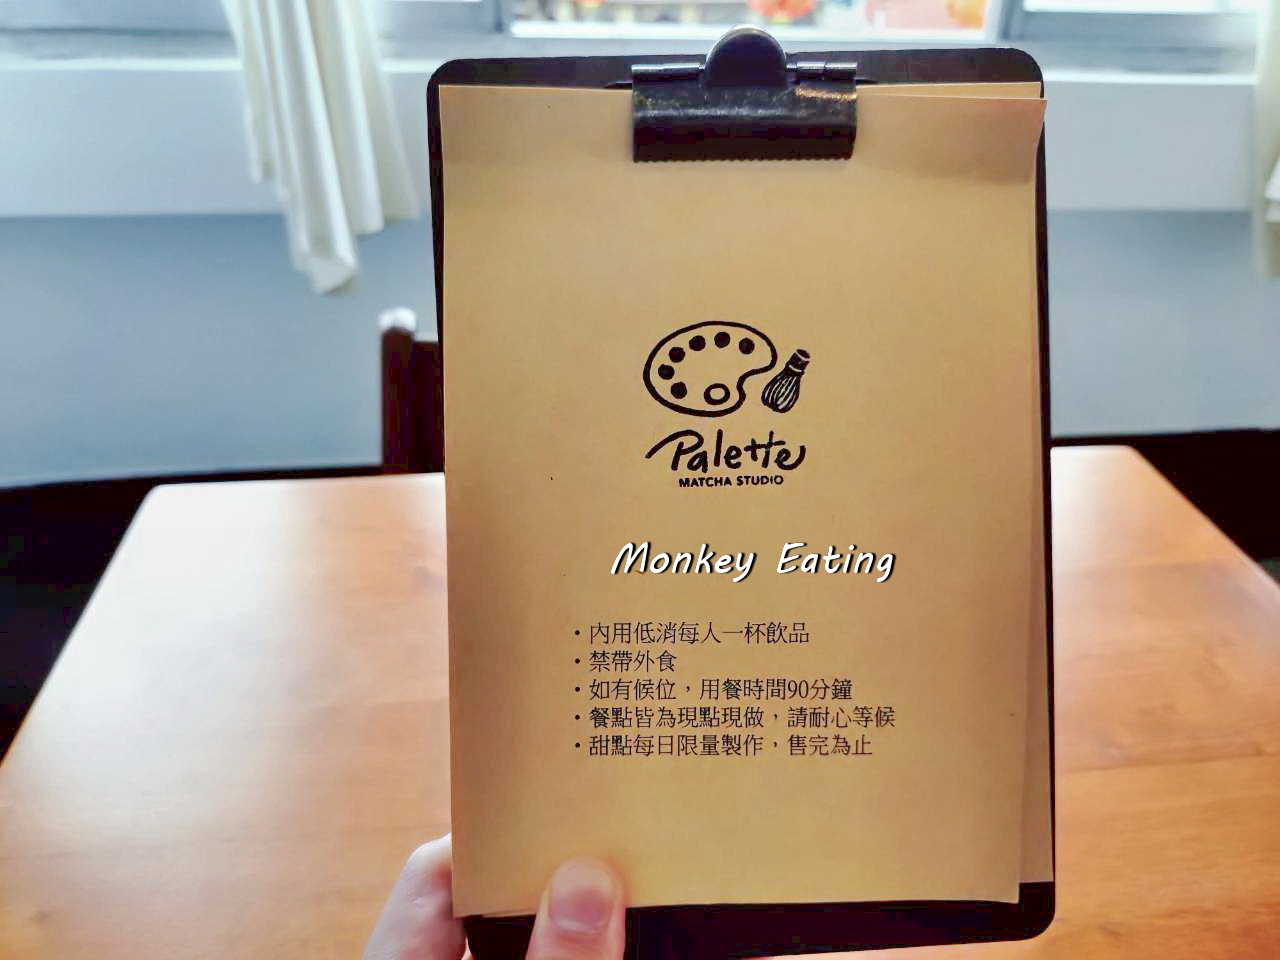 Palette
MATCHA STUDIO
Monkey Eating
・內用低消每人一杯飲品
・禁帶外食
・如有候位，用餐時間90分鐘
・餐點皆為現點現做，請耐心等候
・甜點每日限量製作，售完為止